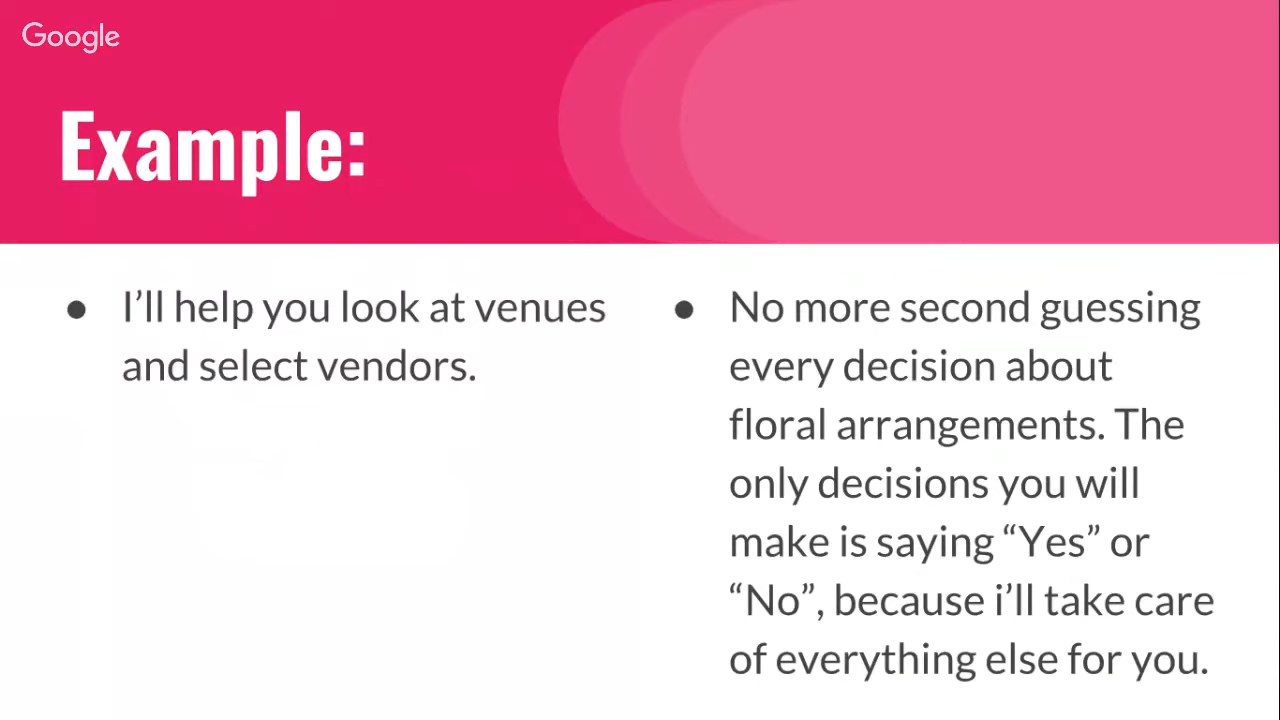 Google
Example:
● I’ll help you look at venues
and select vendors.
● No more second guessing
every decision about
floral arrangements. The
only decisions you will
make is saying “Yes” or
“No”, because i’ll take care
of everything else for you.